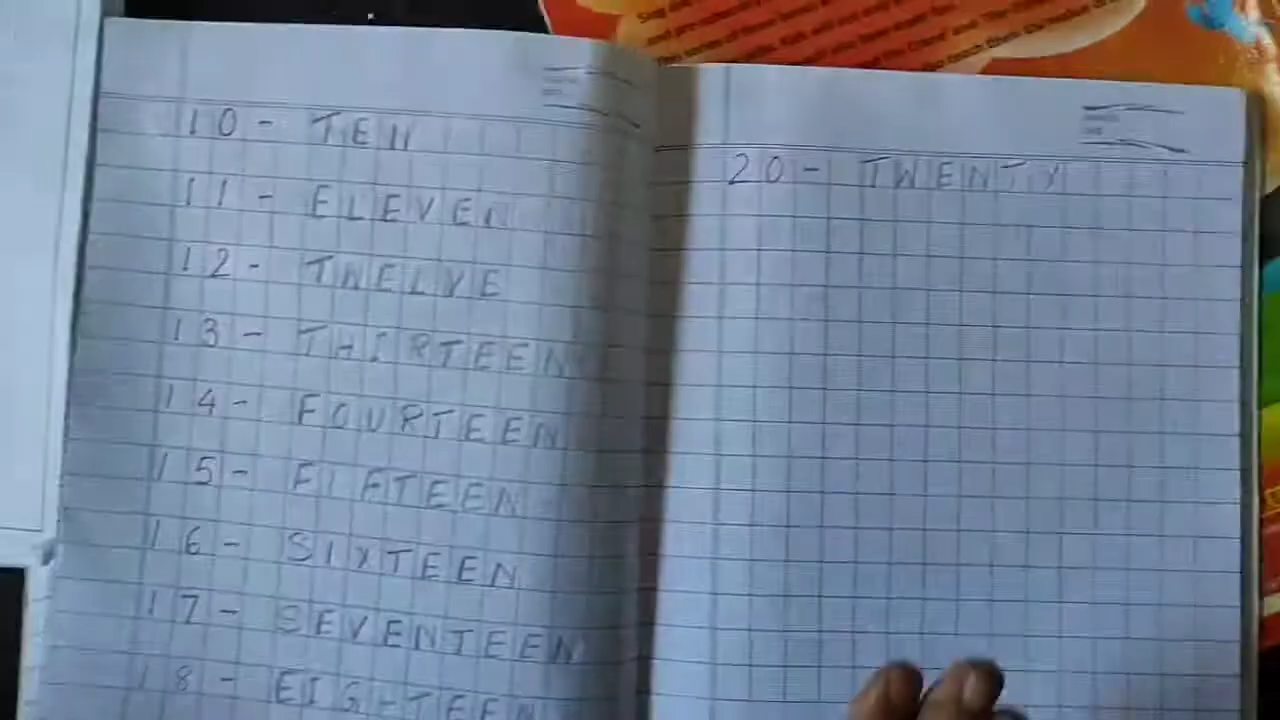 10 - TEN
11 - ELEVEN
12 - TWELVE
13 - THIRTEEN
14 - FOURTEEN
15 - FIFTEEN
16 - SIXTEEN
17 - SEVENTEEN
18 - EIGHTEEN
20 - TWENTY